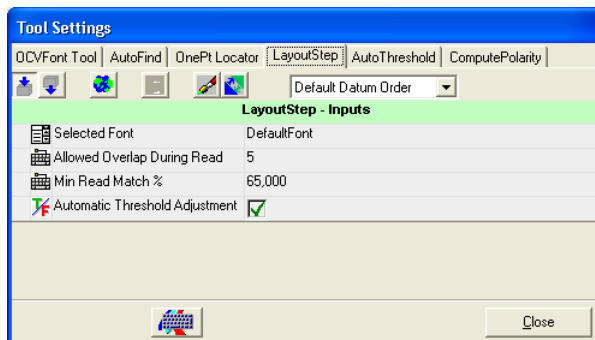 Tool Settings
OCVFont Tool AutoFind OnePt Locator LayoutStep AutoThreshold ComputePolarity
Default Datum Order
LayoutStep - Inputs
Selected Font DefaultFont
Allowed Overlap During Read 5
Min Read Match % 65,000
T/F Automatic Threshold Adjustment
Close